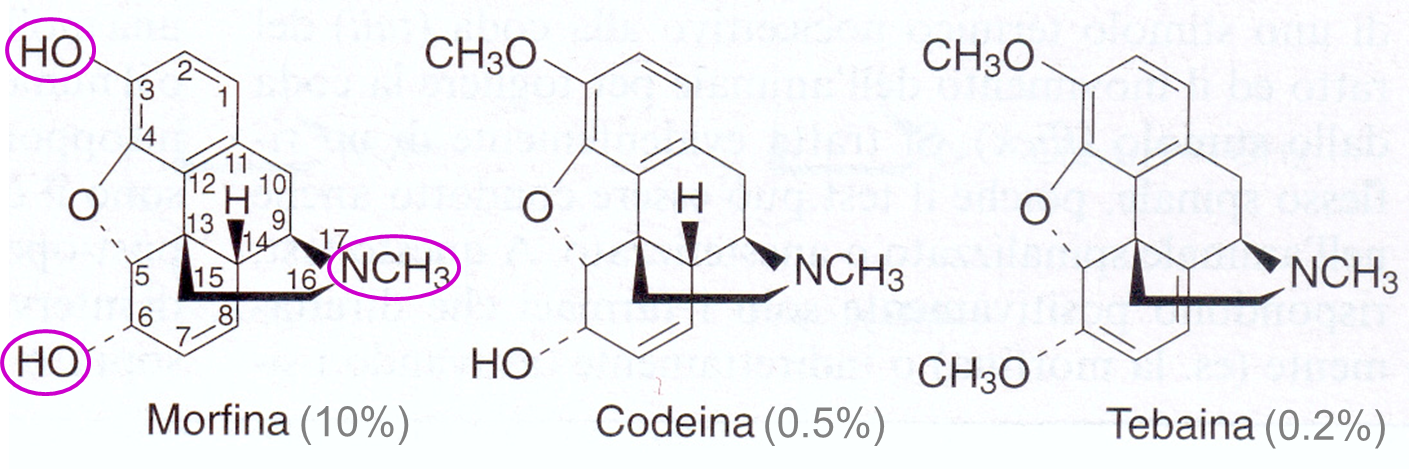 HO
2
3
1
4
11
12
10
O
H
13
9
14
17
5
15
16
NCH3
6
8
7
HO
Morfina (10%)
CH3O
O
H
NCH3
HO
Codeina (0.5%)
CH3O
O
NCH3
CH3O
Tebaina (0.2%)